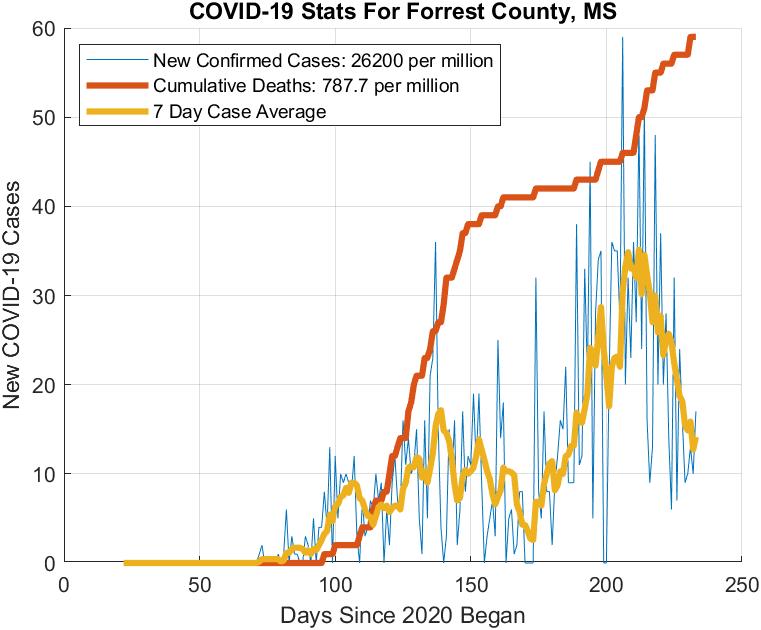 COVID-19 Stats For Forrest County, MS
60
50
40
30
20
10
0
New COVID-19 Cases
New Confirmed Cases: 26200 per million
Cumulative Deaths: 787.7 per million
7 Day Case Average
0 50 100 150 200 250
Days Since 2020 Began